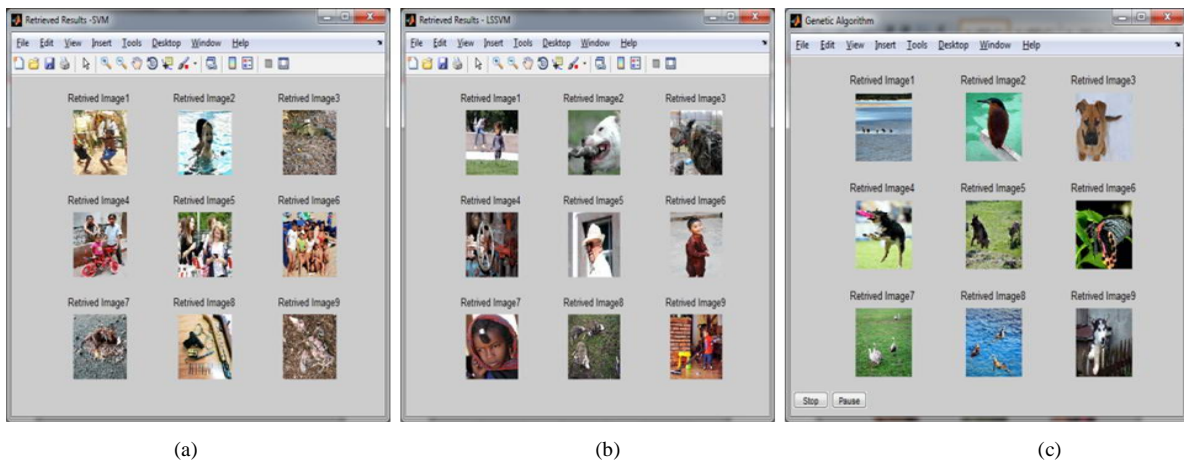 Retrieved Results -SVM
File Edit View Insert Tools Desktop Window Help
Retrived Image1 Retrived Image2 Retrived Image3
Retrived Image4 Retrived Image5 Retrived Image6
Retrived Image7 Retrived Image8 Retrived Image9
(a)
Retrieved Results - LSSVM
File Edit View Insert Tools Desktop Window Help
Retrived Image1 Retrived Image2 Retrived Image3
Retrived Image4 Retrived Image5 Retrived Image6
Retrived Image7 Retrived Image8 Retrived Image9
(b)
Genetic Algorithm
File Edit View Insert Tools Desktop Window Help
Retrived Image1 Retrived Image2 Retrived Image3
Retrived Image4 Retrived Image5 Retrived Image6
Retrived Image7 Retrived Image8 Retrived Image9
Stop Pause
(c)